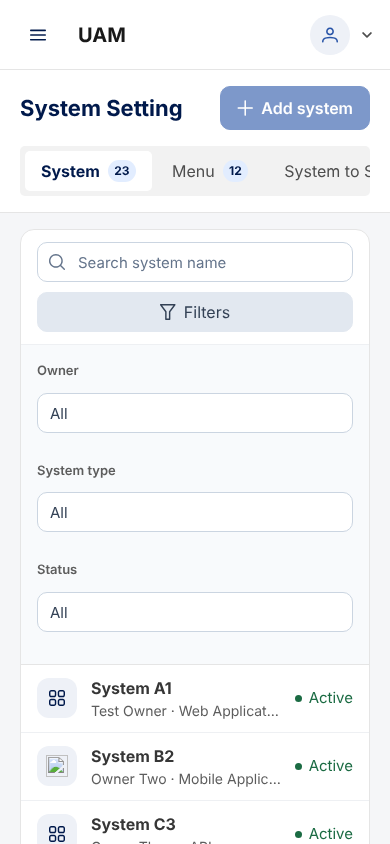 UAM
System Setting
Add system
System 23
Menu 12
System to S
Search system name
Filters
Owner
All
System type
All
Status
All
System A1
Test Owner · Web Applicat...
Active
System B2
Owner Two · Mobile Applic...
Active
System C3
Active